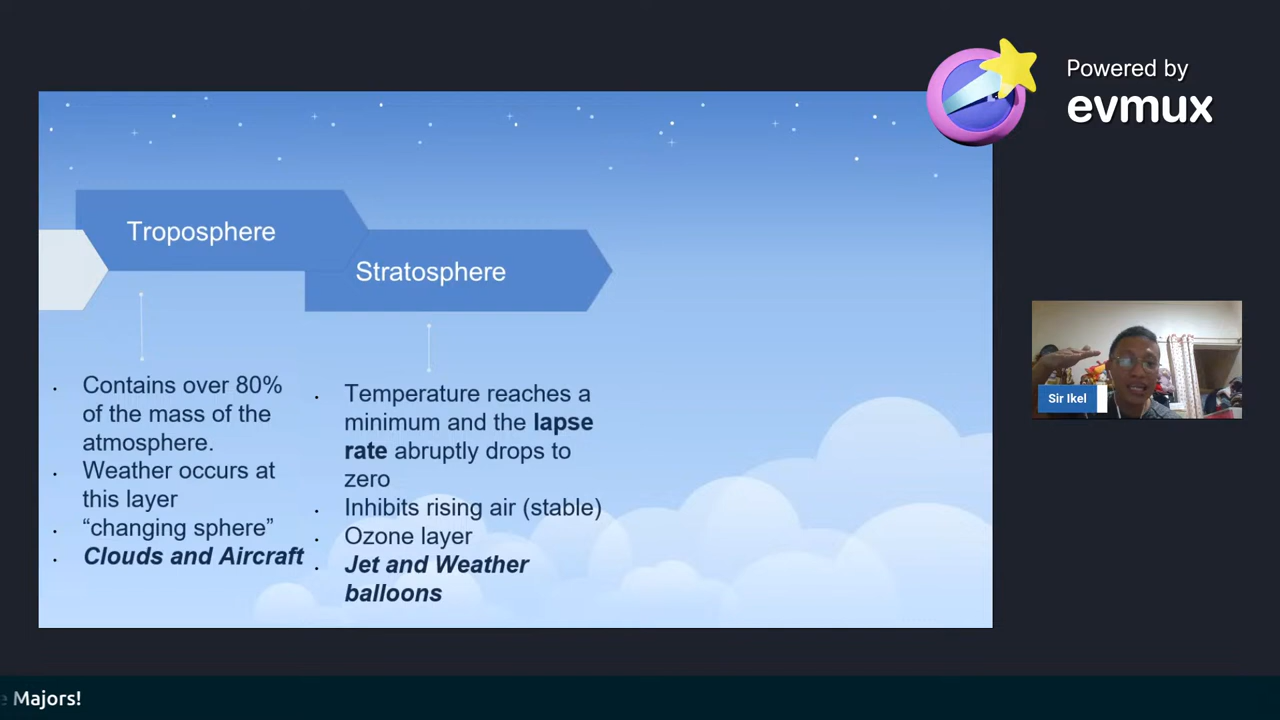 Powered by
evmux
Troposphere
Stratosphere
Contains over 80%
of the mass of the
atmosphere.
Weather occurs at
this layer
“changing sphere”
Clouds and Aircraft
Temperature reaches a
minimum and the lapse
rate abruptly drops to
zero
Inhibits rising air (stable)
Ozone layer
Jet and Weather
balloons
Sir Ikel
e Majors!